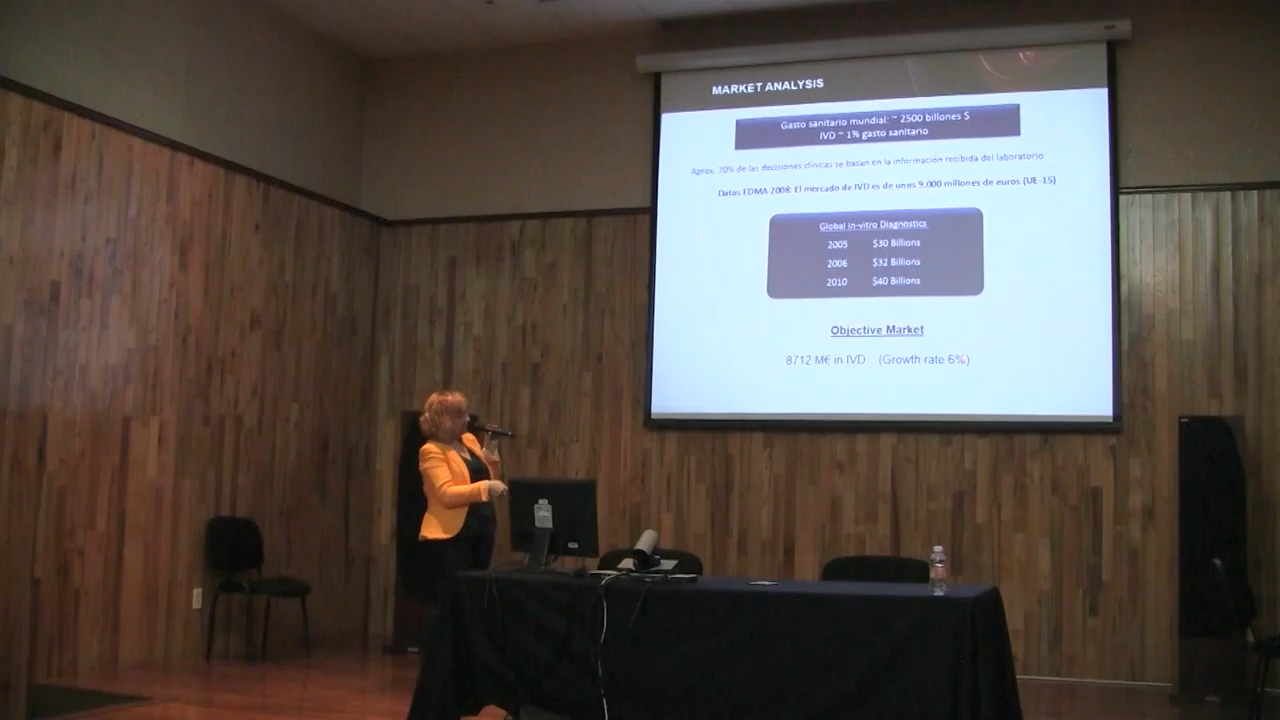 MARKET ANALYSIS
Gasto sanitario mundial: ~ 2500 billones $
IVD ~ 1% gasto sanitario
Aprox. 70% de las decisiones clínicas se basan en la información recibida del laboratorio
Datos EDMA 2008: El mercado de IVD es de unos 9.000 millones de euros (UE-15)
Global in-vitro Diagnostics
2005 $30 Billions
2006 $32 Billions
2010 $40 Billions
Objective Market
8712 M€ in IVD (Growth rate 6%)